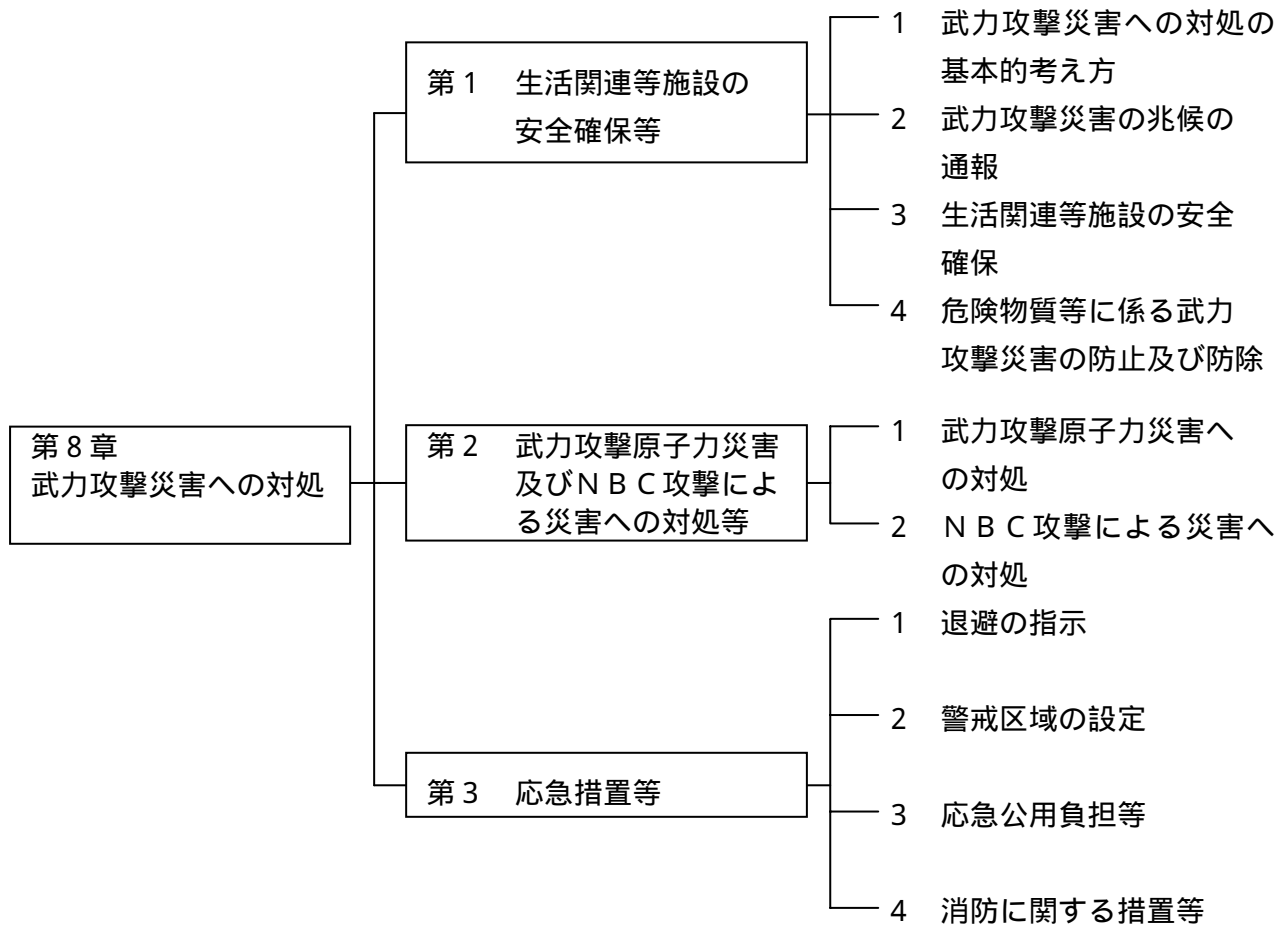 第８章
武力攻撃災害への対処
第１ 生活関連等施設の
安全確保等
1 武力攻撃災害への対処の
基本的考え方
2 武力攻撃災害の兆候の
通報
3 生活関連等施設の安全
確保
4 危険物質等に係る武力
攻撃災害の防止及び防除
第２ 武力攻撃原子力災害
及びＮＢＣ攻撃によ
る災害への対処等
1 武力攻撃原子力災害へ
の対処
2 ＮＢＣ攻撃による災害へ
の対処
第３ 応急措置等
1 退避の指示
2 警戒区域の設定
3 応急公用負担等
4 消防に関する措置等